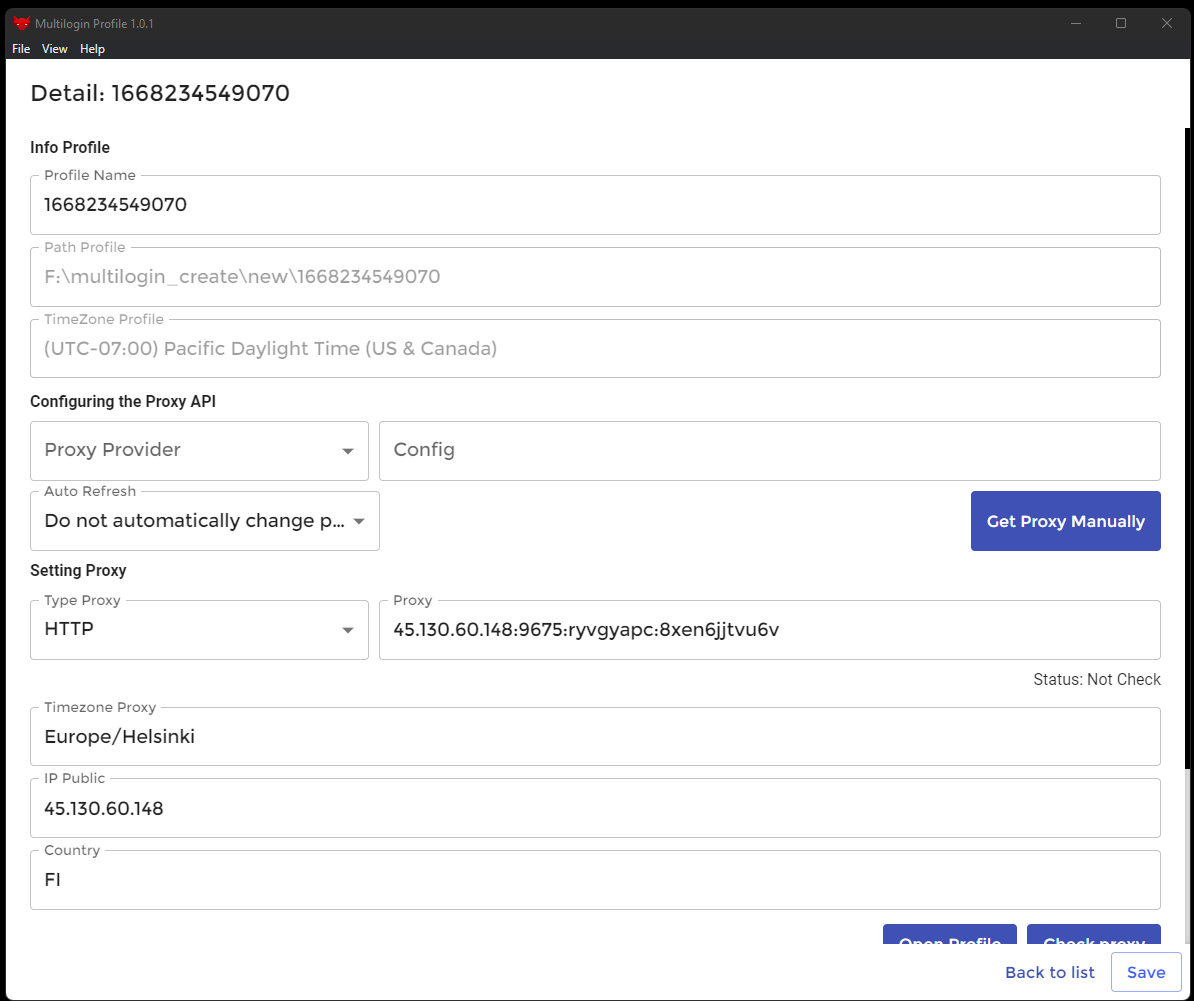 Multilogin Profile 1.0.1
File View Help
Detail: 1668234549070
Info Profile
Profile Name
1668234549070
Path Profile
F:\multilogin_create\new\1668234549070
TimeZone Profile
(UTC-07:00) Pacific Daylight Time (US & Canada)
Configuring the Proxy API
Proxy Provider
Config
Auto Refresh
Do not automatically change p...
Get Proxy Manually
Setting Proxy
Type Proxy
HTTP
Proxy
45.130.60.148:9675:ryvgyapc:8xen6jjtvu6v
Status: Not Check
Timezone Proxy
Europe/Helsinki
IP Public
45.130.60.148
Country
FI
Open Profile
Check proxy
Back to list
Save